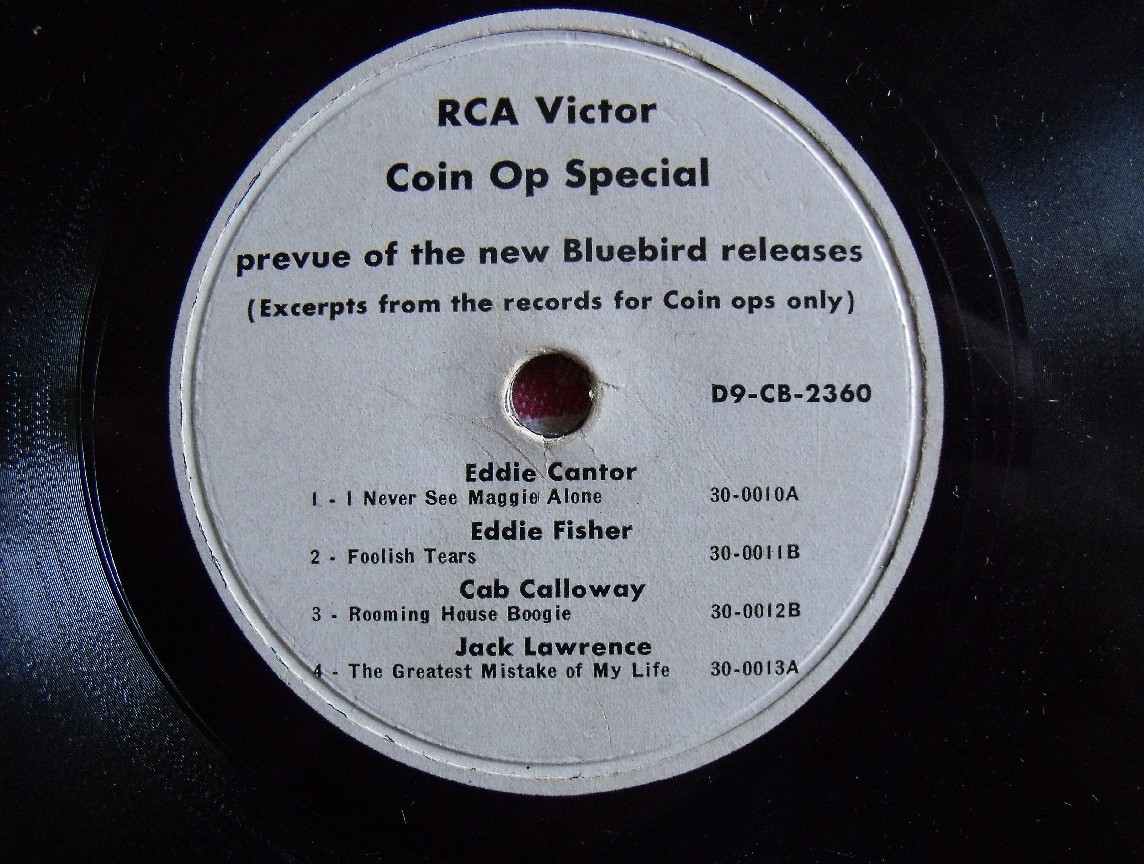 RCA Victor
Coin Op Special
prevue of the new Bluebird releases
(Excerpts from the records for Coin ops only)
D9-CB-2360
Eddie Cantor
1 - I Never See Maggie Alone 30-0010A
Eddie Fisher
2 - Foolish Tears 30-0011B
Cab Calloway
3 - Rooming House Boogie 30-0012B
Jack Lawrence
4 - The Greatest Mistake of My Life 30-0013A